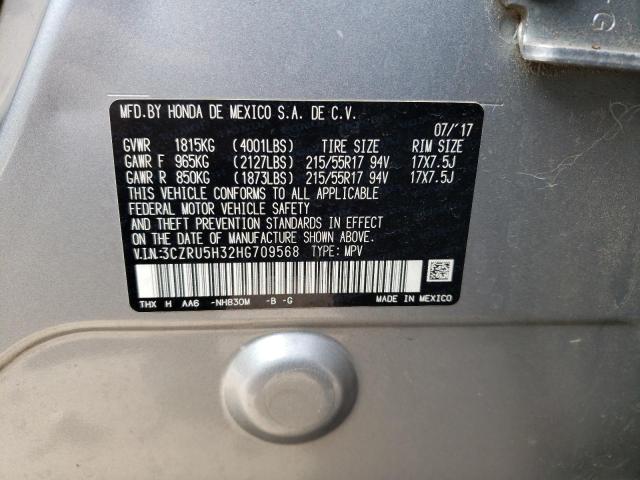 G
MFD.BY HONDA DE MEXICO S.A. DE C.V.
07/'17
GVWR 1815KG (4001LBS) TIRE SIZE RIM SIZE
GAWR F 965KG (2127LBS) 215/55R17 94V 17X7.5J
GAWR R 850KG (1873LBS) 215/55R17 94V 17X7.5J
THIS VEHICLE CONFORMS TO ALL APPLICABLE
FEDERAL MOTOR VEHICLE SAFETY
AND THEFT PREVENTION STANDARDS IN EFFECT
ON THE DATE OF MANUFACTURE SHOWN ABOVE.
V.I.N:3CZRU5H32HG709568 TYPE: MPV
THX H AA6 -NH830M -B -G MADE IN MEXICO